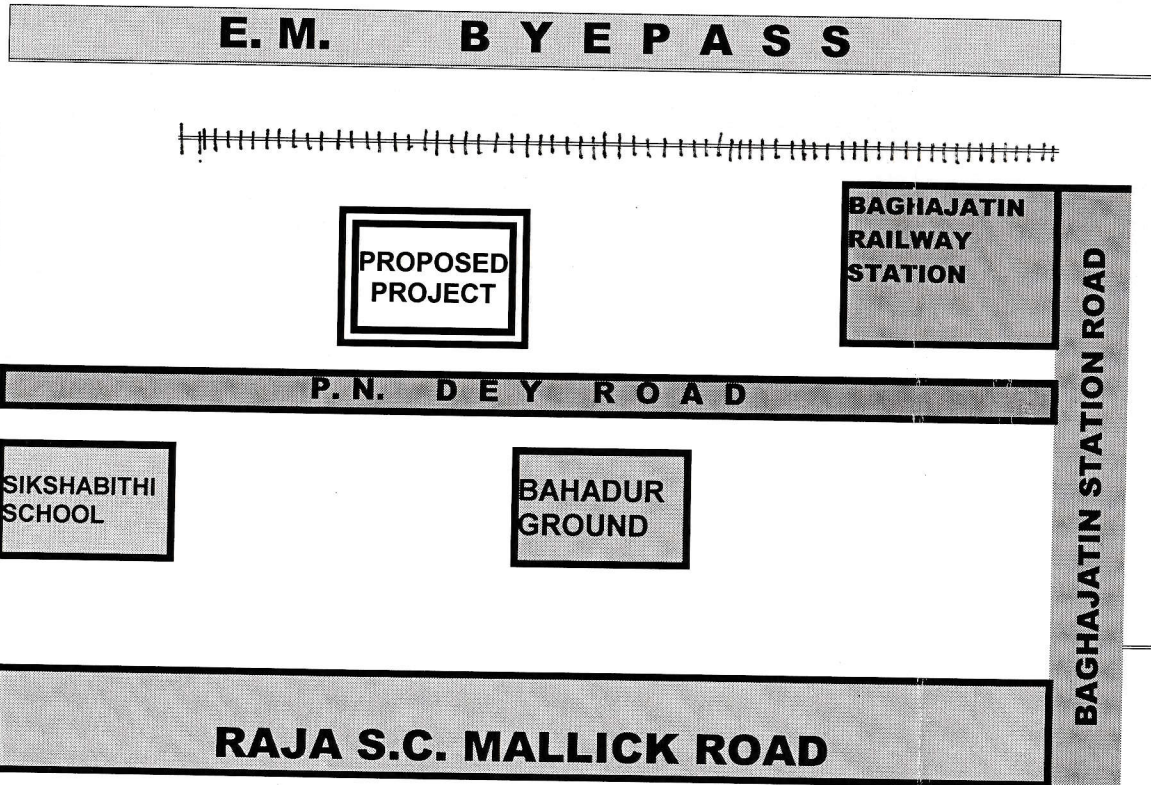 E. M. BYEPASS
BAGHAJATIN
RAILWAY
STATION
PROPOSED
PROJECT
BAGHAJATIN STATION ROAD
P. N. DEY ROAD
SIKSHABITHI
SCHOOL
BAHADUR
GROUND
RAJA S.C. MALLICK ROAD